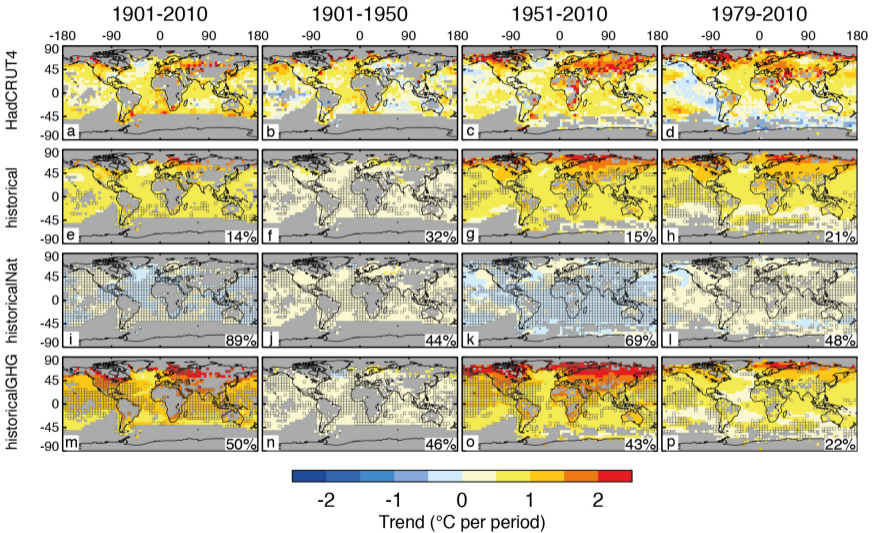 1901-2010 1901-1950 1951-2010 1979-2010
-180 -90 0 90 180 -90 0 90 180 -90 0 90 180 -90 0 90 180
HadCRUT4
90
45
0
-45
-90
a b c d
historical
90
45
0
-45
-90
e 14% f 32% g 15% h 21%
historicalNat
90
45
0
-45
-90
i 89% j 44% k 69% l 48%
historicalGHG
90
45
0
-45
-90
m 50% n 46% o 43% p 22%
-2 -1 0 1 2
Trend (°C per period)